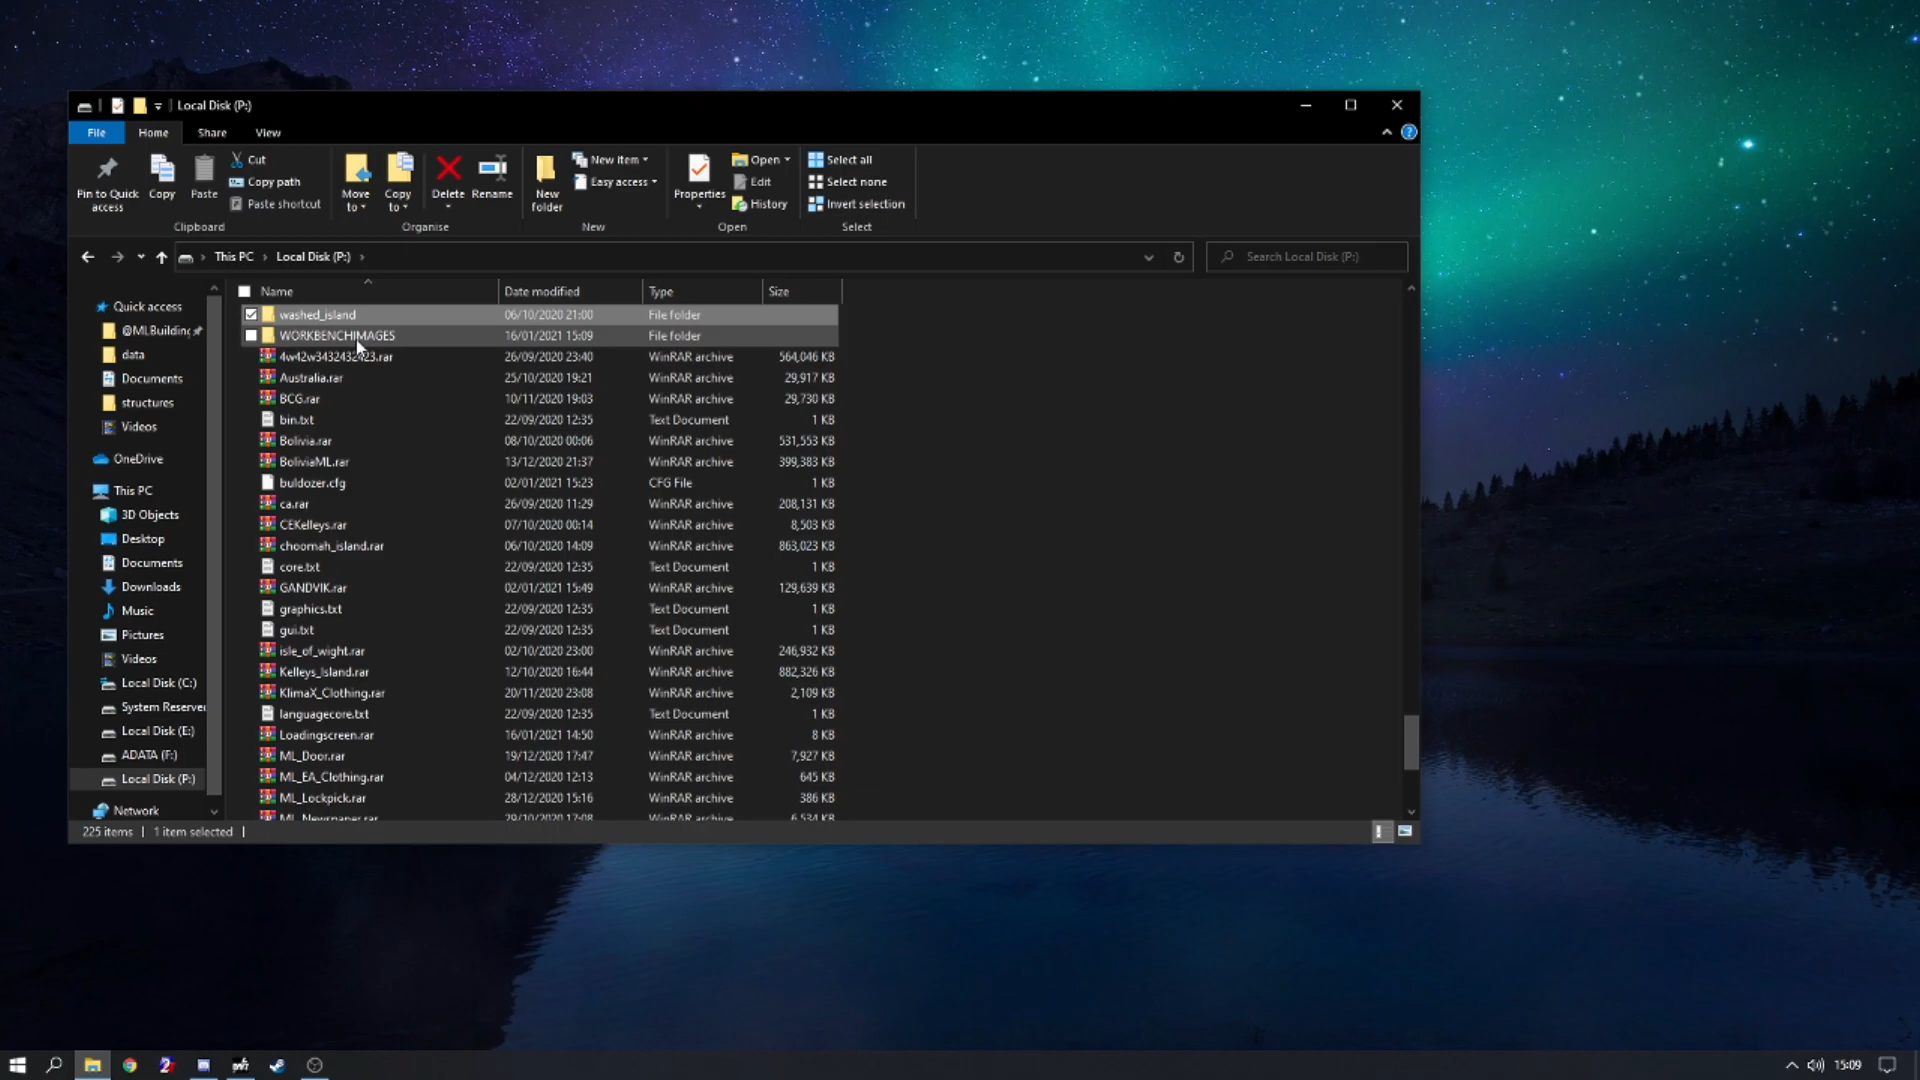 Local Disk (P:)
File Home Share View
Pin to Quick access
Copy
Paste
Cut
Copy path
Paste shortcut
Clipboard
Move to
Copy to
Delete
Rename
Organise
New folder
New item
Easy access
New
Properties
Open
Edit
History
Open
Select all
Select none
Invert selection
Select
This PC Local Disk (P:)
Search Local Disk (P:)
Quick access
@MLBuilding
data
Documents
structures
Videos
OneDrive
This PC
3D Objects
Desktop
Documents
Downloads
Music
Pictures
Videos
Local Disk (C:)
System Reserve
Local Disk (E:)
ADATA (F:)
Local Disk (P:)
Network
Name Date modified Type Size
washed_island 06/10/2020 21:00 File folder
WORKBENCHIMAGES 16/01/2021 15:09 File folder
26/09/2020 23:40 WinRAR archive 564,046 KB
Australia.rar 25/10/2020 19:21 WinRAR archive 29,917 KB
BCG.rar 10/11/2020 19:03 WinRAR archive 29,730 KB
bin.txt 22/09/2020 12:35 Text Document 1 KB
Bolivia.rar 08/10/2020 00:06 WinRAR archive 531,553 KB
BoliviaML.rar 13/12/2020 21:37 WinRAR archive 399,383 KB
buldozer.cfg 02/01/2021 15:23 CFG File 1 KB
ca.rar 26/09/2020 11:29 WinRAR archive 208,131 KB
CEKelleys.rar 07/10/2020 00:14 WinRAR archive 8,503 KB
choomah_island.rar 06/10/2020 14:09 WinRAR archive 863,023 KB
core.txt 22/09/2020 12:35 Text Document 1 KB
GANDVIK.rar 02/01/2021 15:49 WinRAR archive 129,639 KB
graphics.txt 22/09/2020 12:35 Text Document 1 KB
gui.txt 22/09/2020 12:35 Text Document 1 KB
isle_of_wight.rar 02/10/2020 23:00 WinRAR archive 246,932 KB
Kelleys_Island.rar 12/10/2020 16:44 WinRAR archive 882,326 KB
KlimaX_Clothing.rar 20/11/2020 23:08 WinRAR archive 2,109 KB
languagecore.txt 22/09/2020 12:35 Text Document 1 KB
Loadingscreen.rar 16/01/2021 14:50 WinRAR archive 8 KB
ML_Door.rar 19/12/2020 17:47 WinRAR archive 7,927 KB
ML_EA_Clothing.rar 04/12/2020 12:13 WinRAR archive 645 KB
ML_Lockpick.rar 28/12/2020 15:16 WinRAR archive 386 KB
ML_Newspaper.rar 29/10/2020 17:08 WinRAR archive 6,534 KB
225 items 1 item selected
15:09